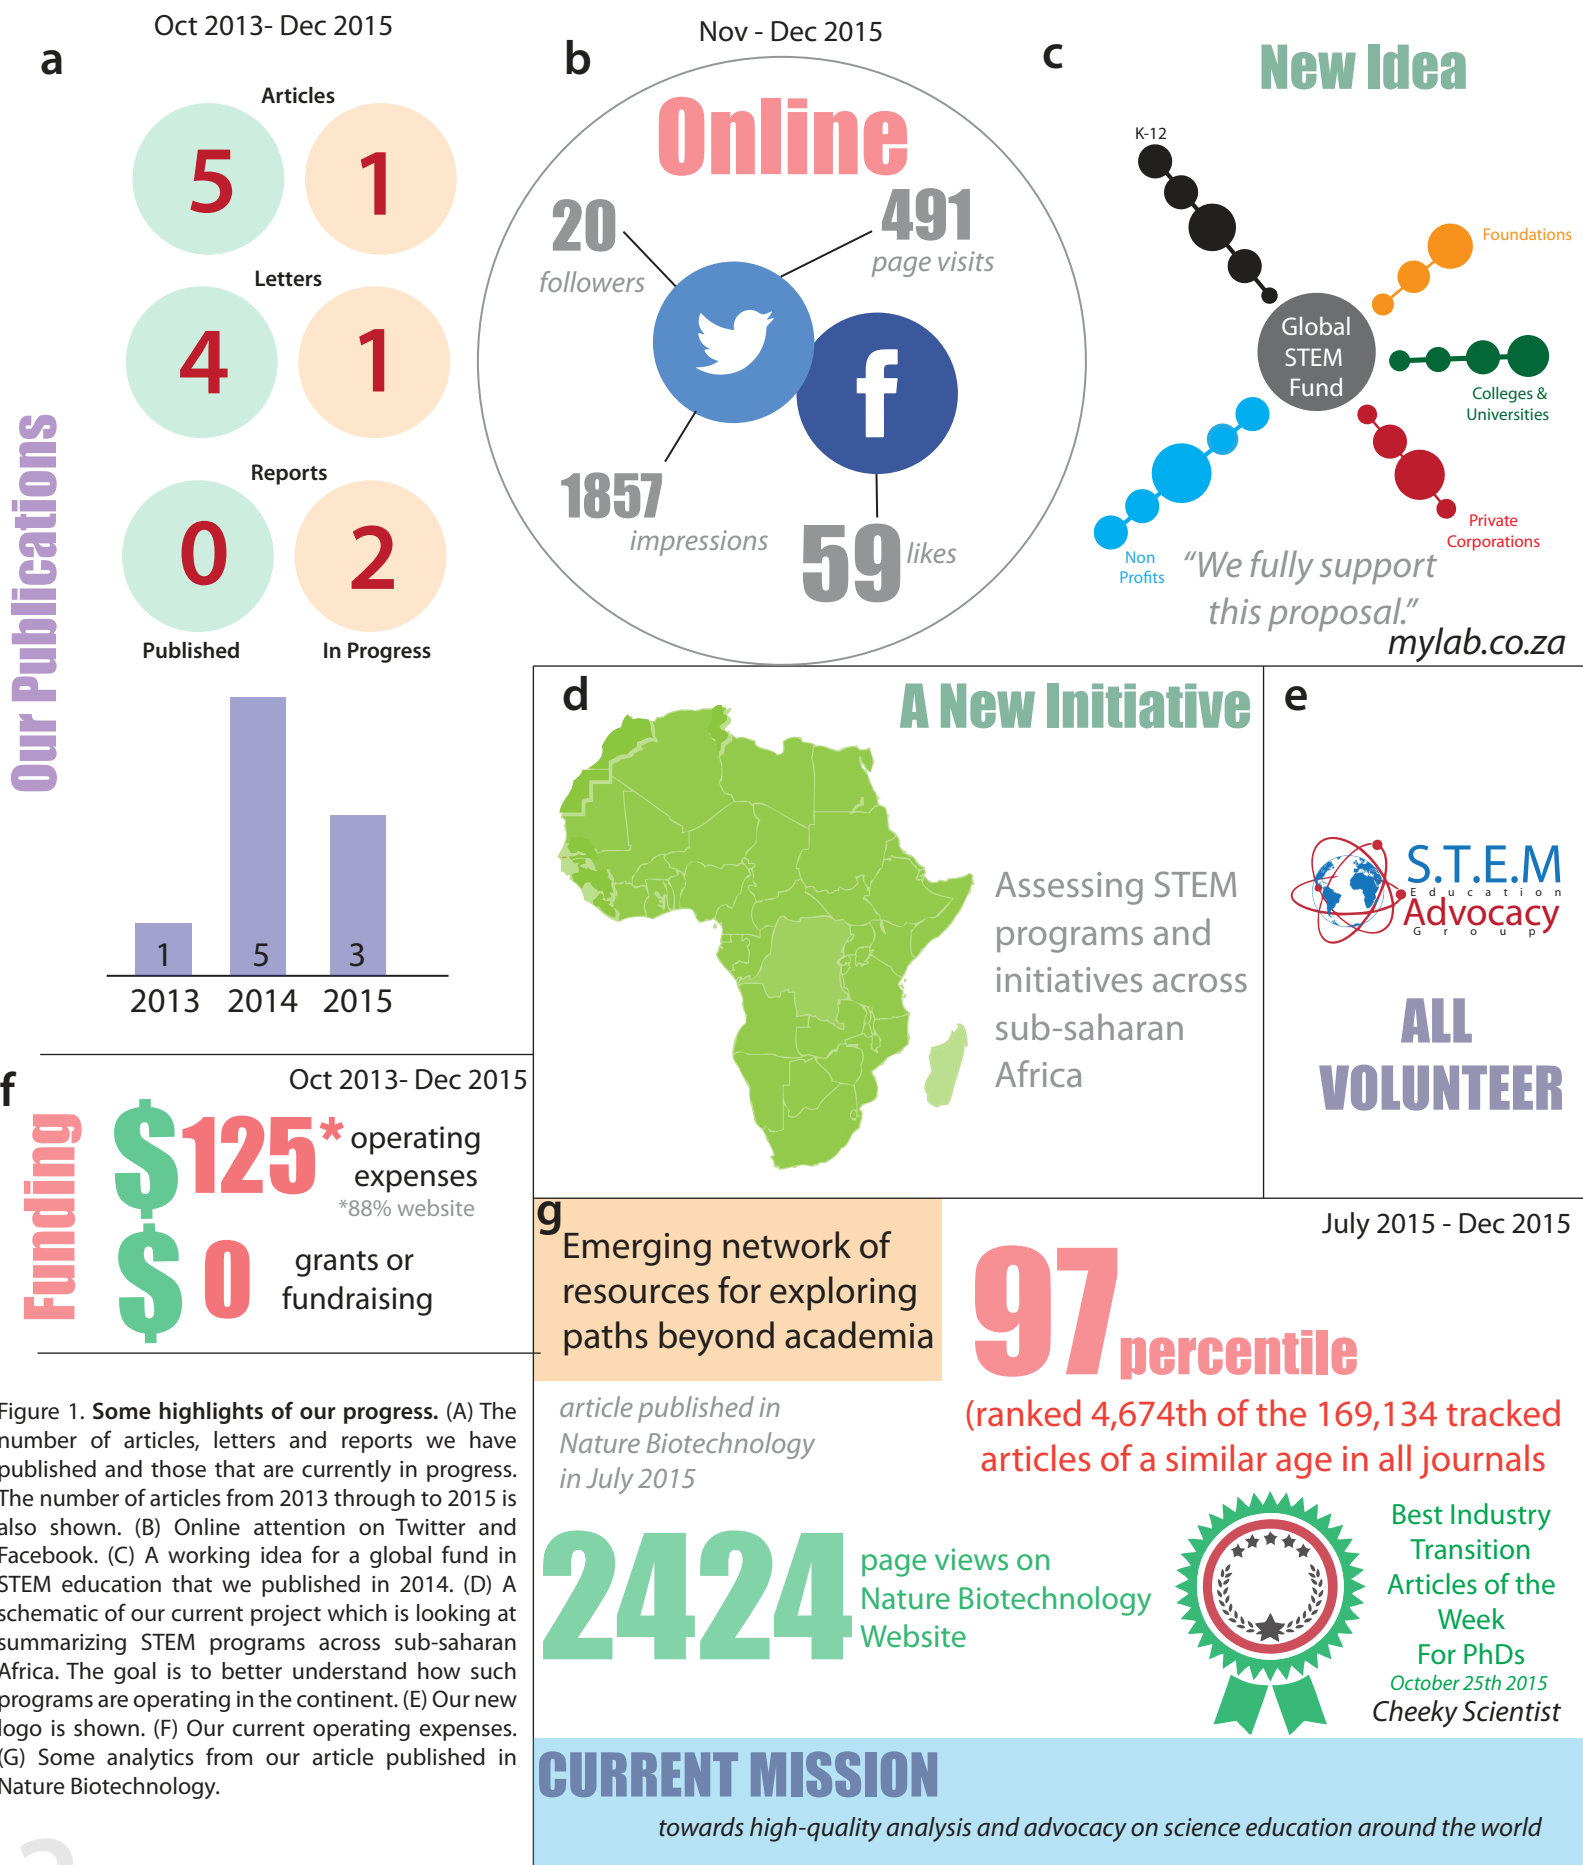 a
Oct 2013- Dec 2015
Our Publications
Articles
5
1
Letters
4
1
Reports
0
2
Published
In Progress
1
5
3
2013
2014
2015
b
Nov - Dec 2015
Online
20
followers
491
page visits
f
1857
impressions
59
likes
c
New Idea
K-12
Foundations
Global
STEM
Fund
Colleges &
Universities
Private
Corporations
Non
Profits
“We fully support
this proposal.”
mylab.co.za
d
A New Initiative
Assessing STEM
programs and
initiatives across
sub-saharan
Africa
e
S.T.E.M
Education
Advocacy
Group
ALL
VOLUNTEER
f
Oct 2013- Dec 2015
Funding
$125*
operating
expenses
*88% website
$0
grants or
fundraising
g
Emerging network of
resources for exploring
paths beyond academia
article published in
Nature Biotechnology
in July 2015
July 2015 - Dec 2015
97 percentile
(ranked 4,674th of the 169,134 tracked
articles of a similar age in all journals
2424
page views on
Nature Biotechnology
Website
Best Industry
Transition
Articles of the
Week
For PhDs
October 25th 2015
Cheeky Scientist
CURRENT MISSION
towards high-quality analysis and advocacy on science education around the world
Figure 1. Some highlights of our progress. (A) The
number of articles, letters and reports we have
published and those that are currently in progress.
The number of articles from 2013 through to 2015 is
also shown. (B) Online attention on Twitter and
Facebook. (C) A working idea for a global fund in
STEM education that we published in 2014. (D) A
schematic of our current project which is looking at
summarizing STEM programs across sub-saharan
Africa. The goal is to better understand how such
programs are operating in the continent. (E) Our new
logo is shown. (F) Our current operating expenses.
(G) Some analytics from our article published in
Nature Biotechnology.